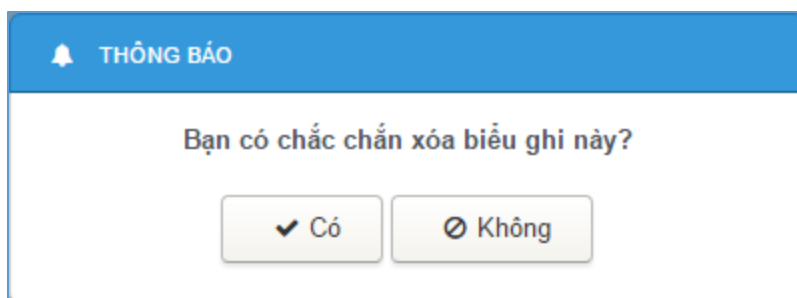 THÔNG BÁO
Bạn có chắc chắn xóa biểu ghi này?
Có
Không